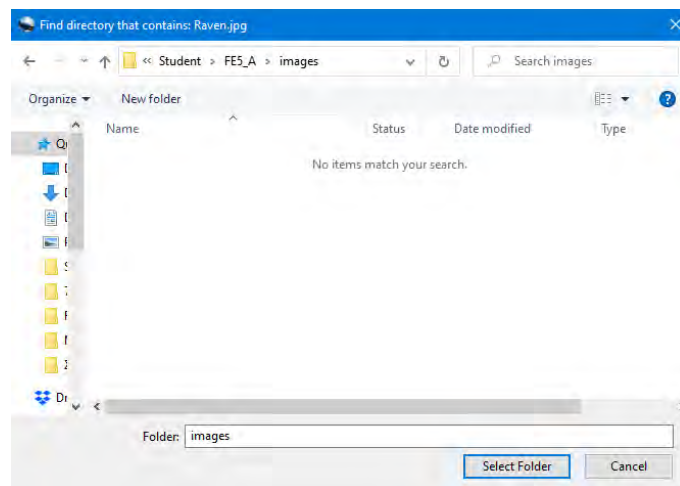 Find directory that contains: Raven.jpg
« Student > FE5_A > images
Search images
Organize New folder
Name Status Date modified Type
No items match your search.
Folder: images
Select Folder Cancel